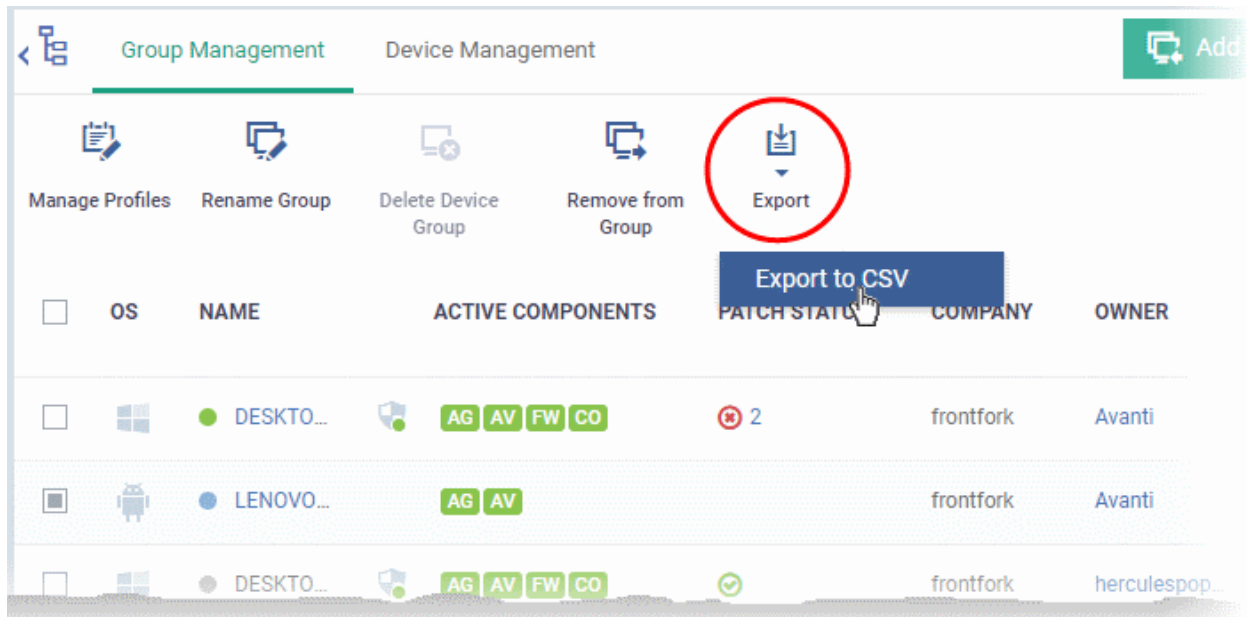 Group Management Device Management Add
Manage Profiles Rename Group Delete Device Group Remove from Group Export
Export to CSV
OS NAME ACTIVE COMPONENTS PATCH STATUS COMPANY OWNER
DESKTO... AG AV FW CO 2 frontfork Avanti
LENOVO... AG AV frontfork Avanti
DESKTO... AG AV FW CO frontfork herculespop...